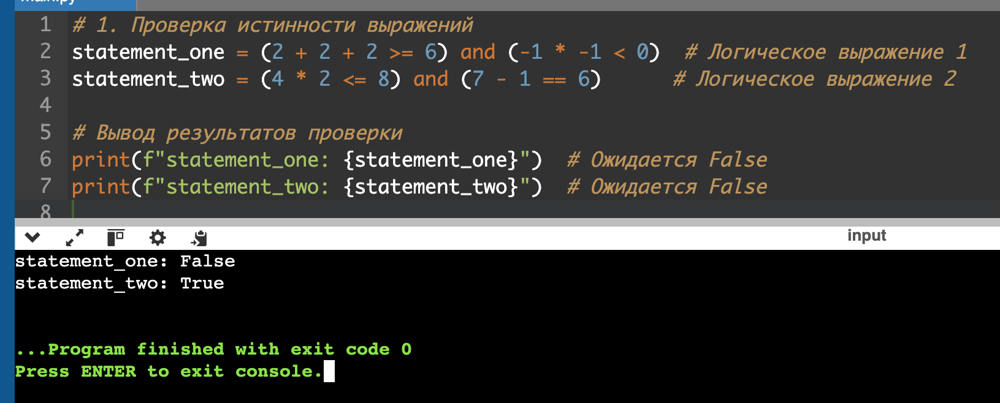 main.py
1 # 1. Проверка истинности выражений
2 statement_one = (2 + 2 + 2 >= 6) and (-1 * -1 < 0)  # Логическое выражение 1
3 statement_two = (4 * 2 <= 8) and (7 - 1 == 6)      # Логическое выражение 2
4
5 # Вывод результатов проверки
6 print(f"statement_one: {statement_one}")  # Ожидается False
7 print(f"statement_two: {statement_two}")  # Ожидается False
8
input
statement_one: False
statement_two: True
...Program finished with exit code 0
Press ENTER to exit console.